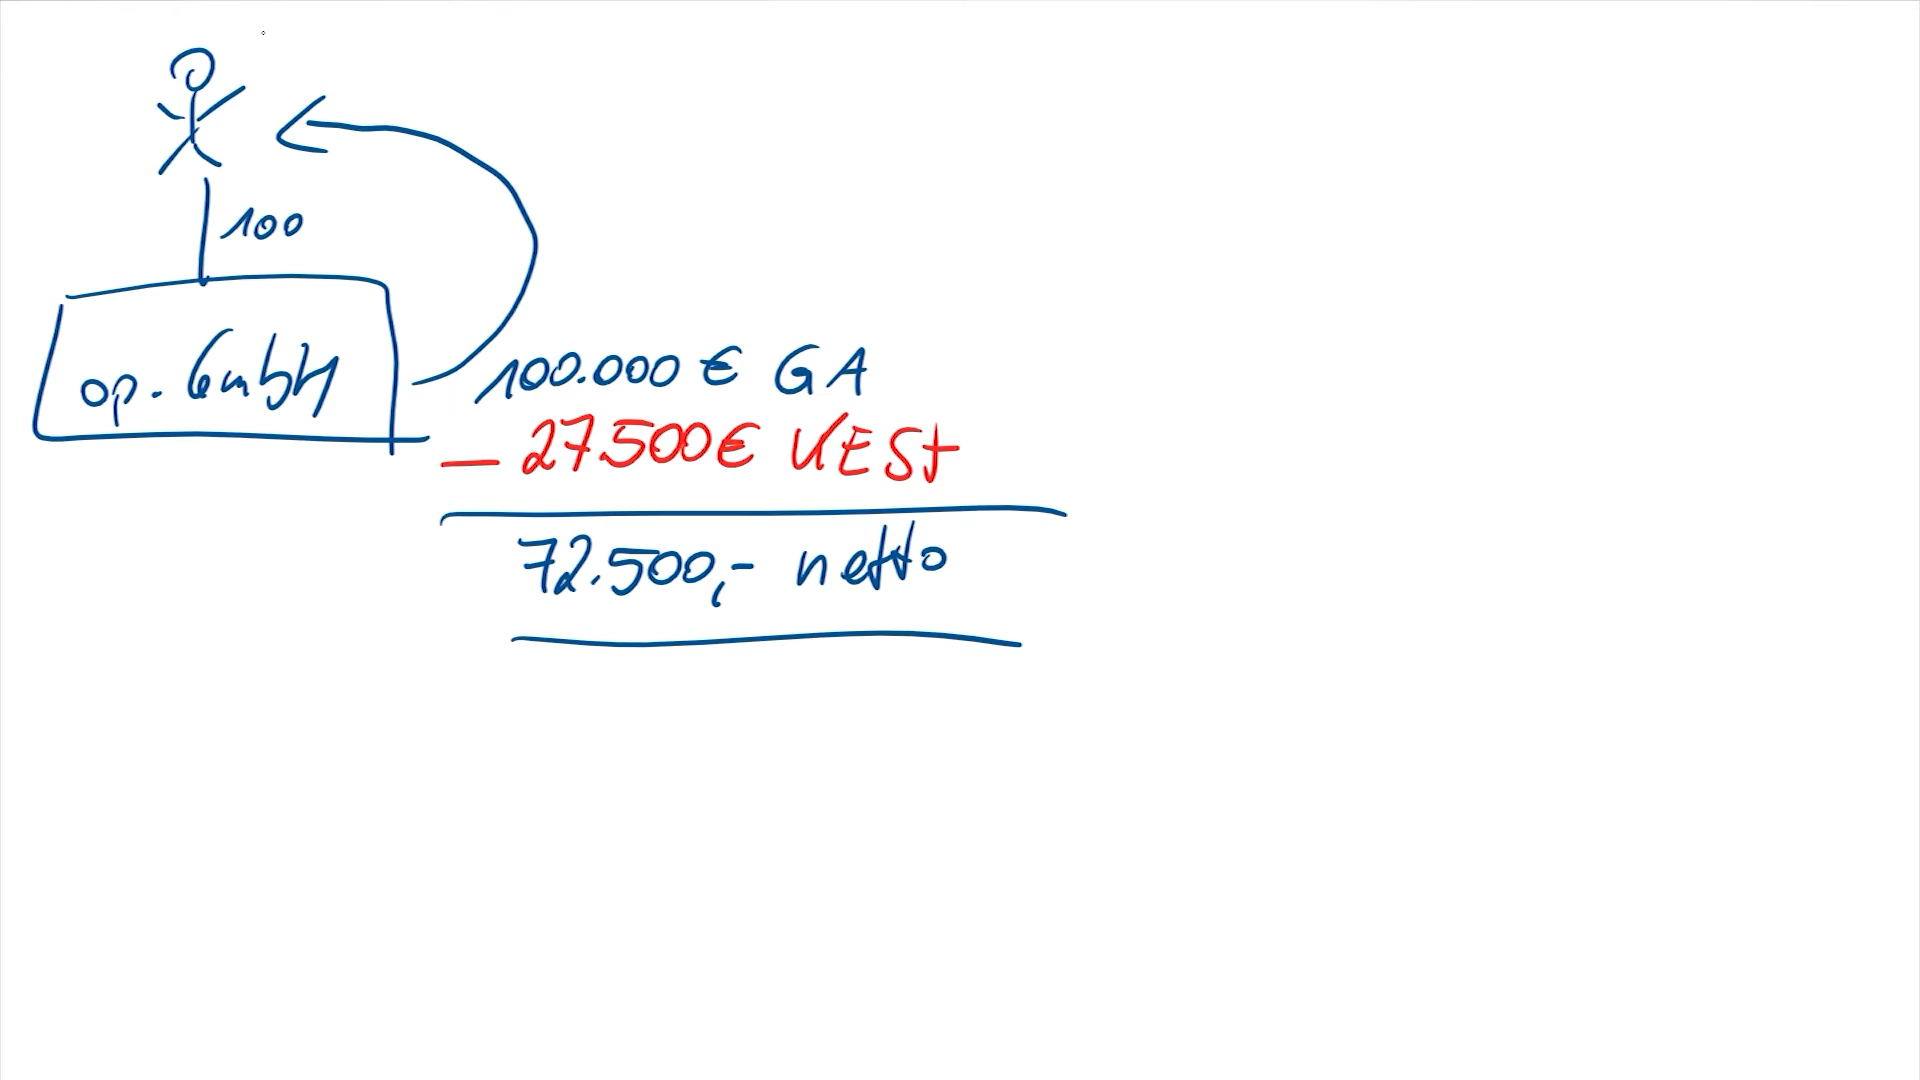 100
op. GmbH
100.000 € GA
- 27.500 € KESt
72.500,- netto